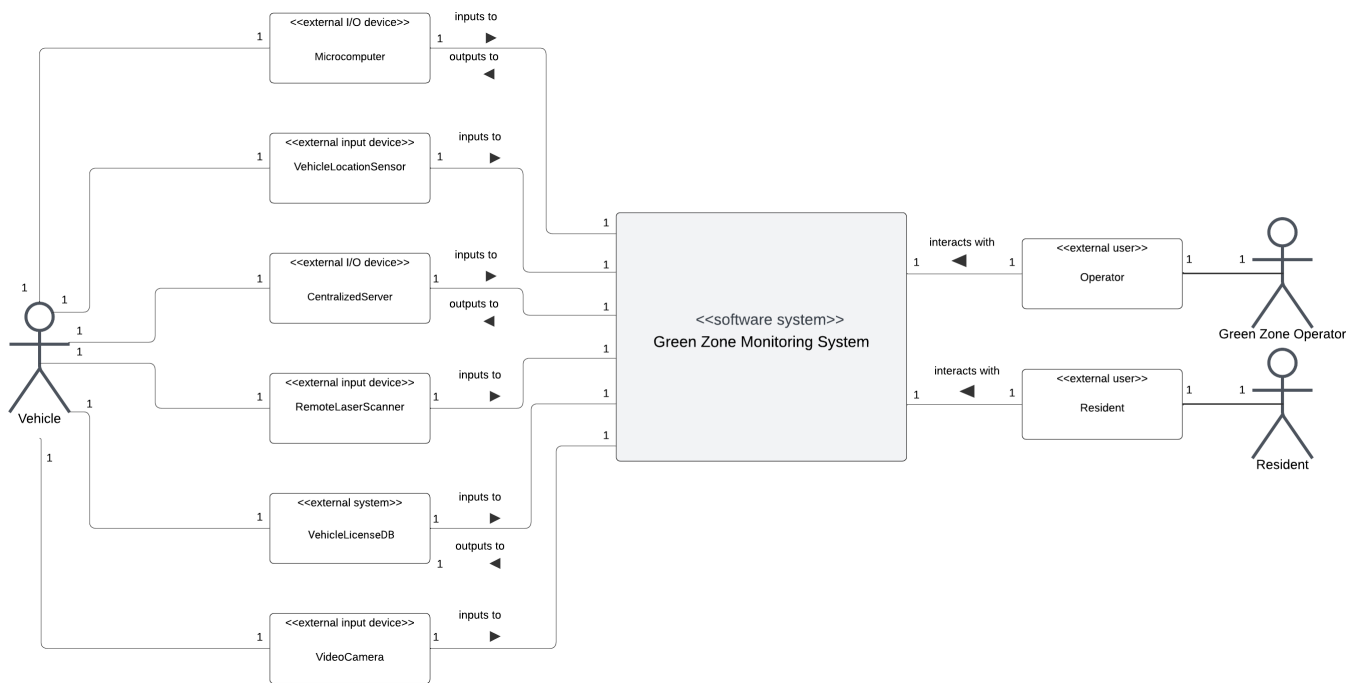 <<external I/O device>>
Microcomputer
1
1
inputs to
outputs to
<<external input device>>
VehicleLocationSensor
1
1
inputs to
<<external I/O device>>
CentralizedServer
1
1
inputs to
outputs to
<<external input device>>
RemoteLaserScanner
1
1
inputs to
<<external system>>
VehicleLicenseDB
1
1
inputs to
outputs to
1
<<external input device>>
VideoCamera
1
1
inputs to
1
1
1
1
1
1
Vehicle
1
1
1
1
1
1
<<software system>>
Green Zone Monitoring System
1
interacts with
1
<<external user>>
Operator
1
1
Green Zone Operator
1
interacts with
1
<<external user>>
Resident
1
1
Resident